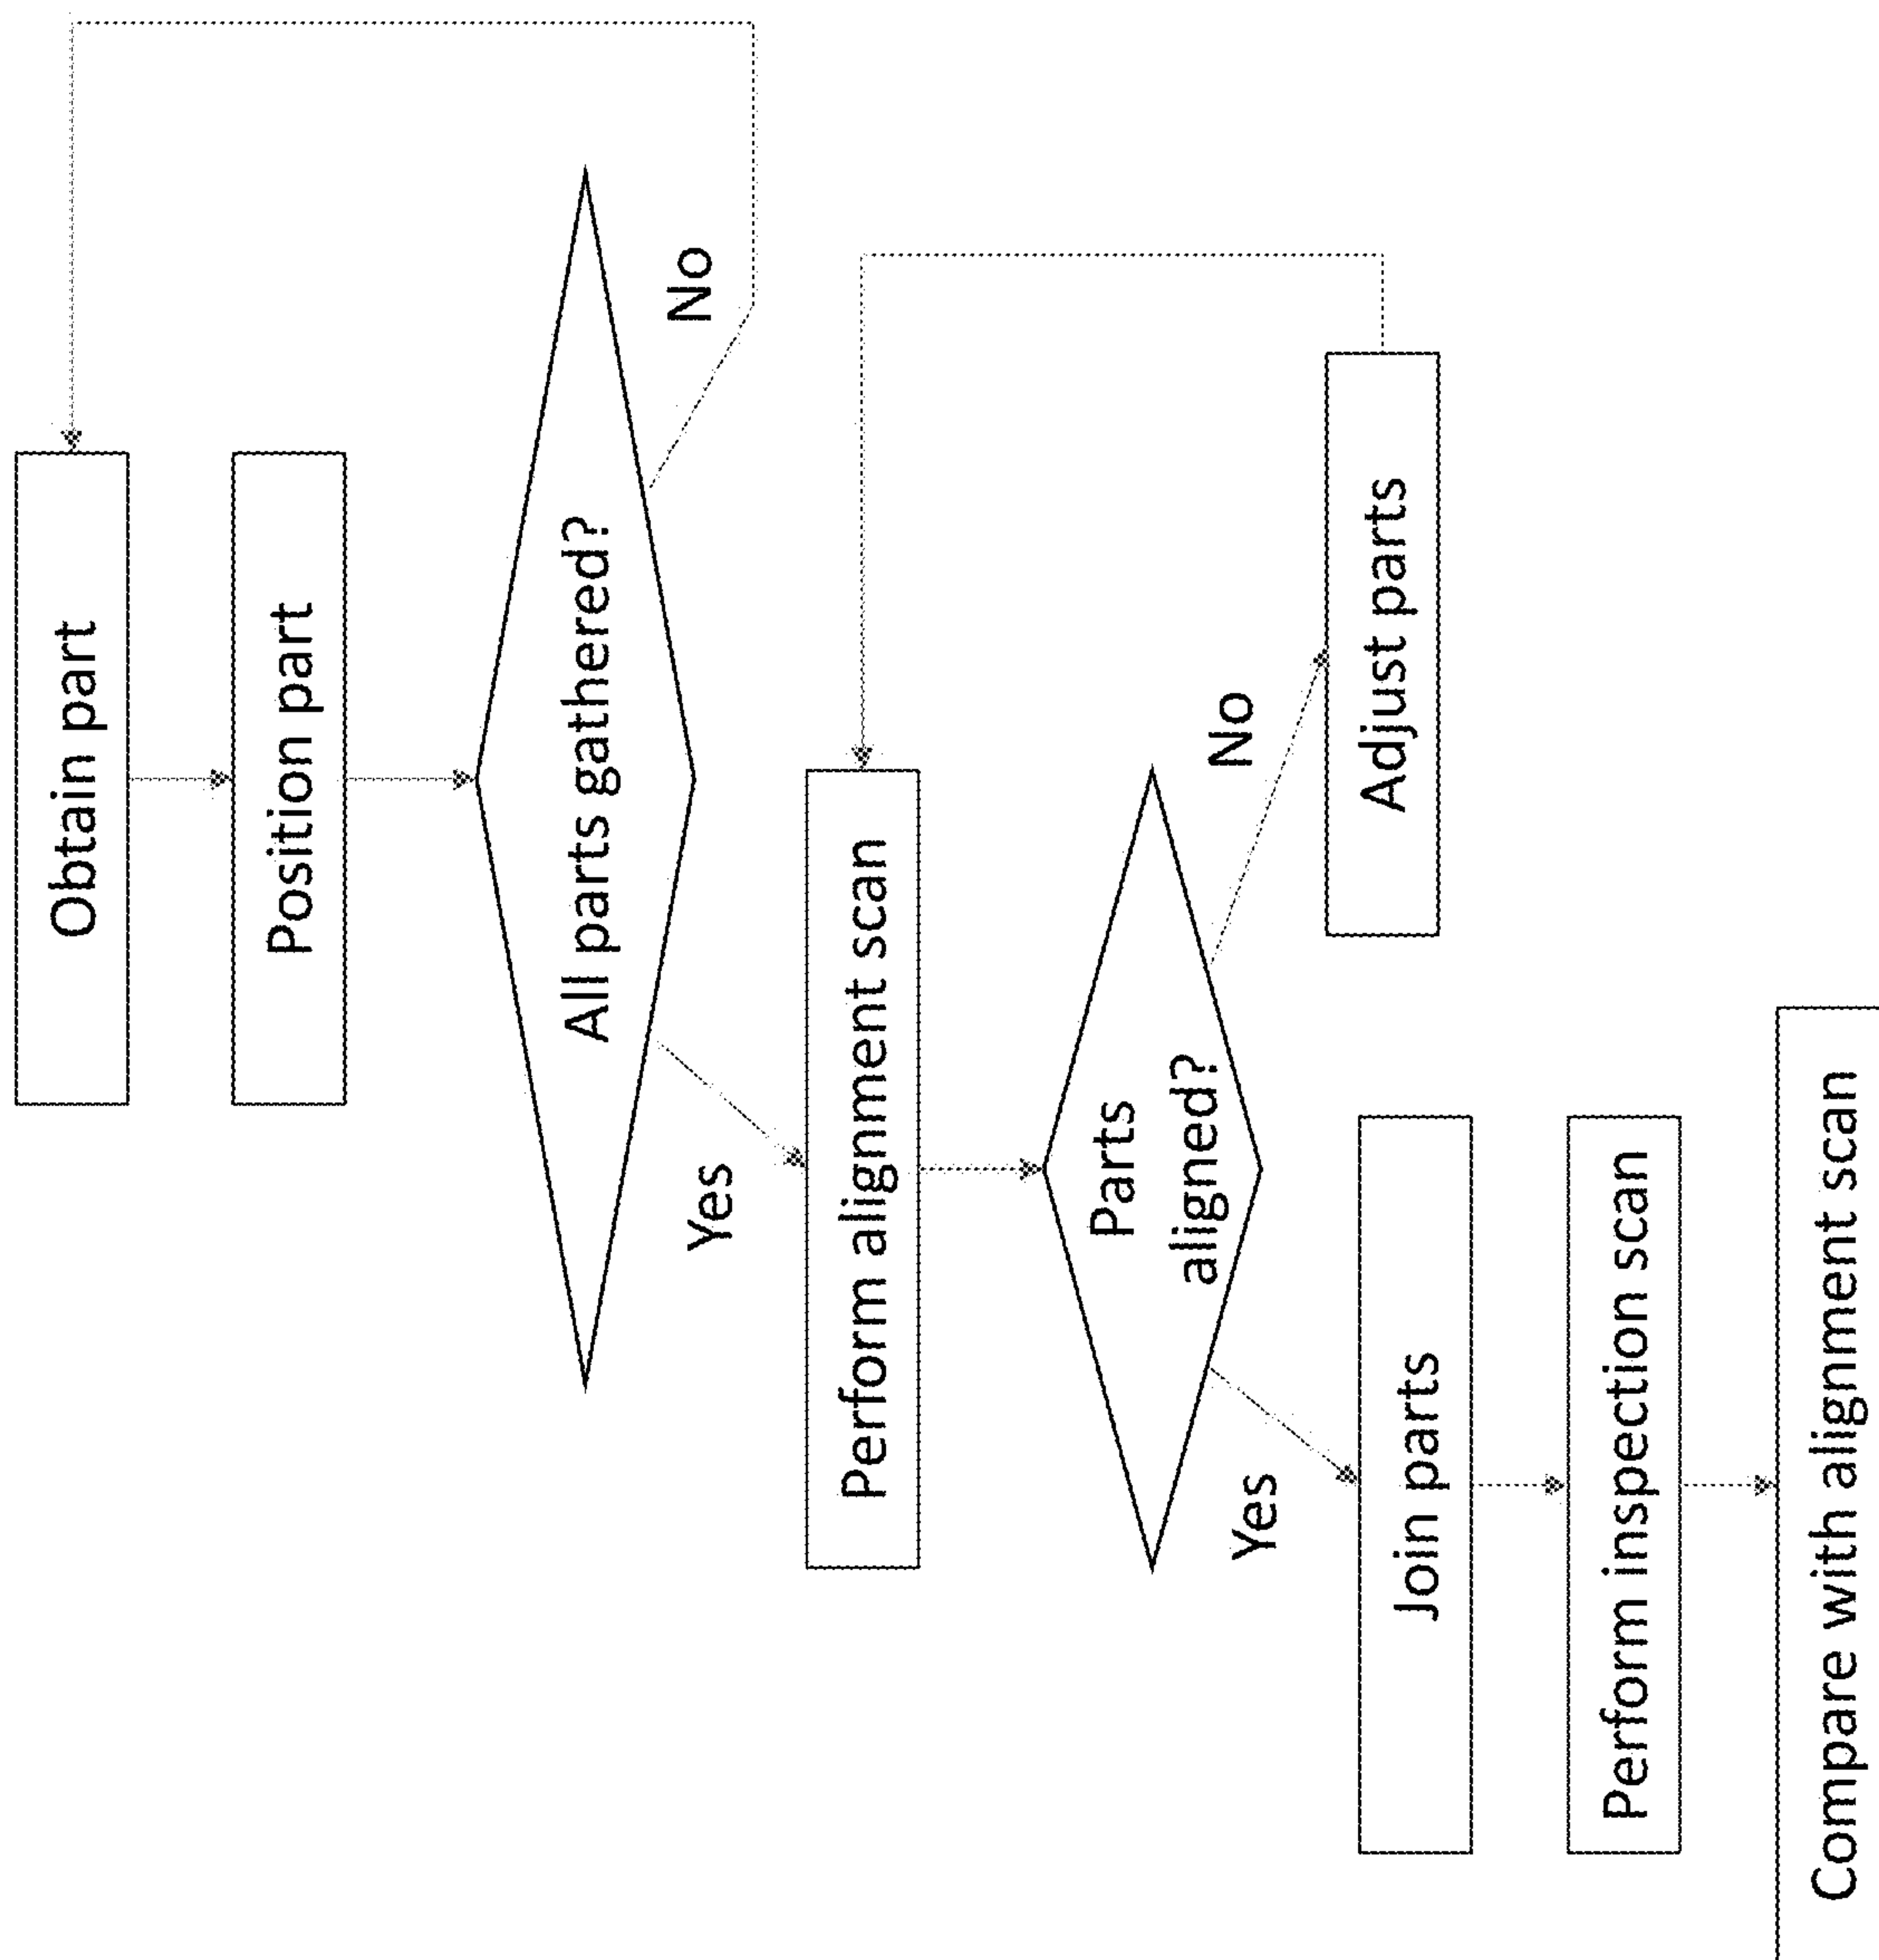 Obtain part
Position part
All parts gathered?
No
Yes
Perform alignment scan
Parts
aligned?
No
Yes
Adjust parts
Join parts
Perform inspection scan
Compare with alignment scan